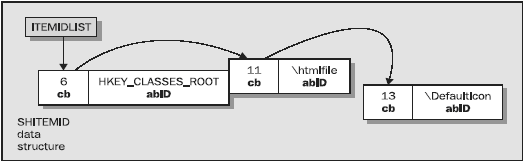 ITEMIDLIST
6 HKEY_CLASSES_ROOT
cb abID
11 \htmlfile
cb abID
13 \DefaultIcon
cb abID
SHITEMID
data
structure